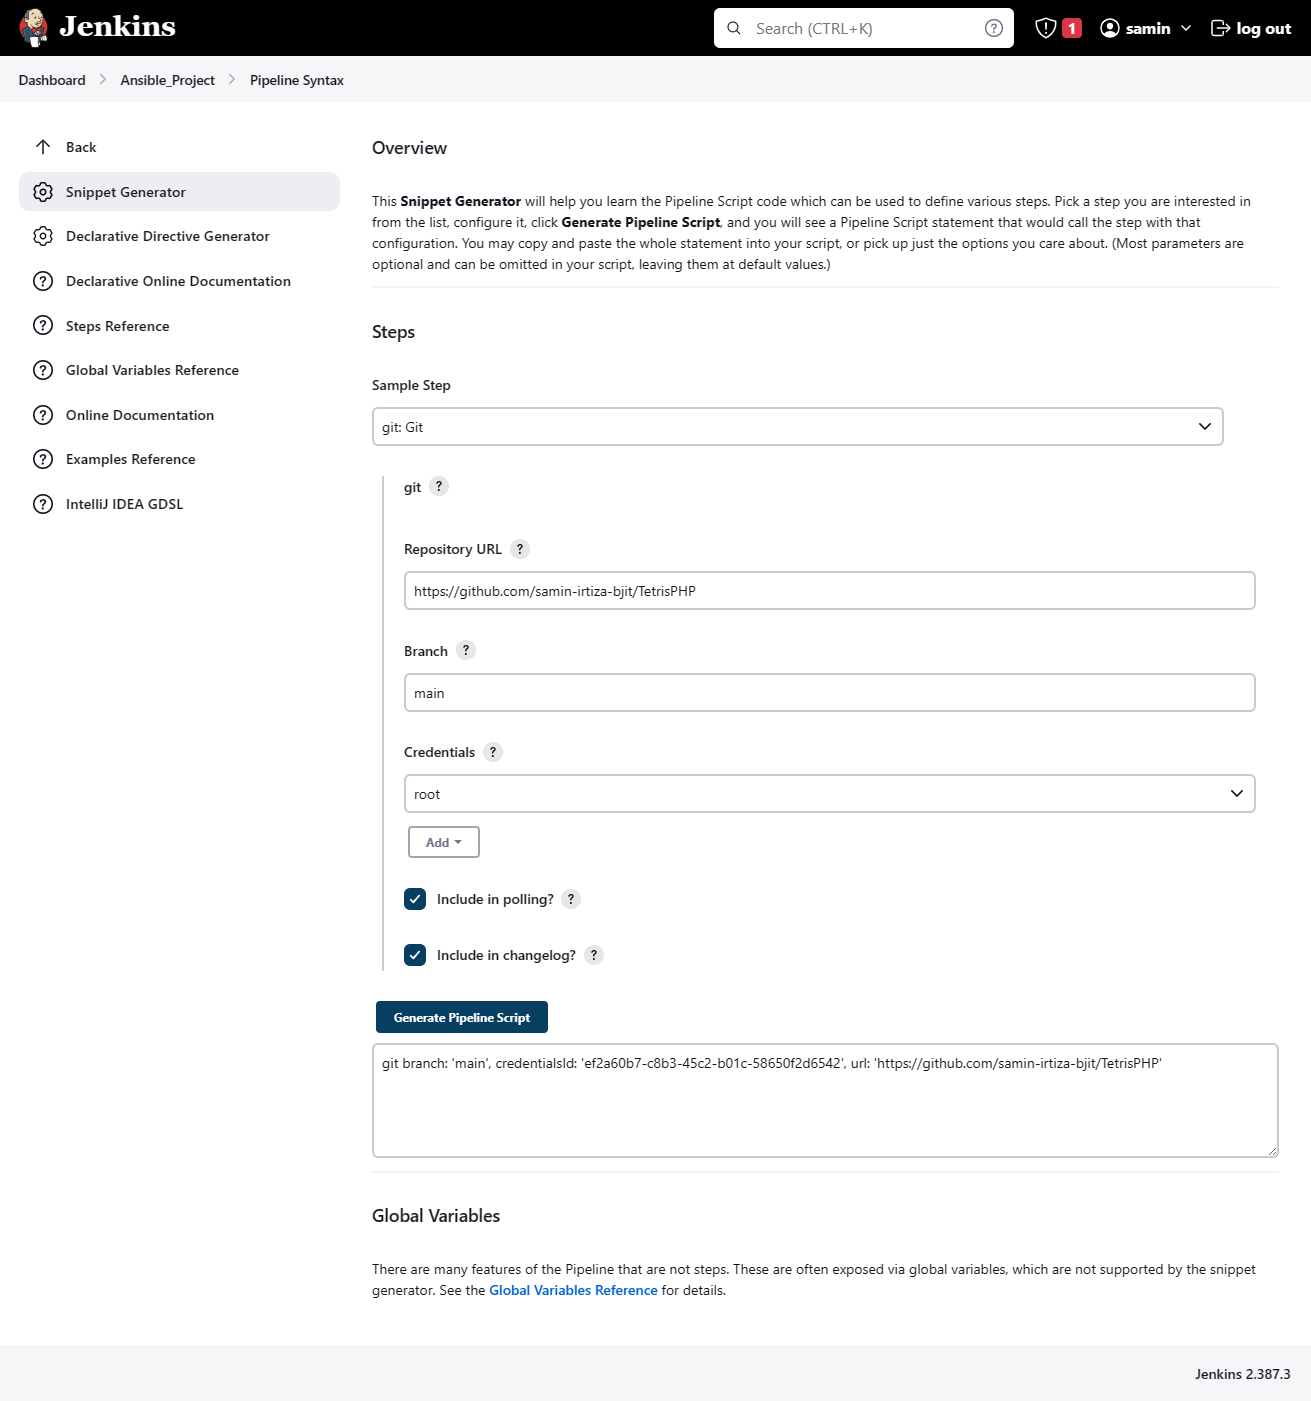 Jenkins
Search (CTRL+K)
?
1
samin
log out
Dashboard
Ansible_Project
Pipeline Syntax
Back
Snippet Generator
Declarative Directive Generator
? Declarative Online Documentation
? Steps Reference
? Global Variables Reference
? Online Documentation
? Examples Reference
? IntelliJ IDEA GDSL
Overview
This Snippet Generator will help you learn the Pipeline Script code which can be used to define various steps. Pick a step you are interested in
from the list, configure it, click Generate Pipeline Script, and you will see a Pipeline Script statement that would call the step with that
configuration. You may copy and paste the whole statement into your script, or pick up just the options you care about. (Most parameters are
optional and can be omitted in your script, leaving them at default values.)
Steps
Sample Step
git: Git
git ?
Repository URL ?
https://github.com/samin-irtiza-bjit/TetrisPHP
Branch ?
main
Credentials ?
root
Add
Include in polling? ?
Include in changelog? ?
Generate Pipeline Script
git branch: 'main', credentialsId: 'ef2a60b7-c8b3-45c2-b01c-58650f2d6542', url: 'https://github.com/samin-irtiza-bjit/TetrisPHP'
Global Variables
There are many features of the Pipeline that are not steps. These are often exposed via global variables, which are not supported by the snippet
generator. See the Global Variables Reference for details.
Jenkins 2.387.3